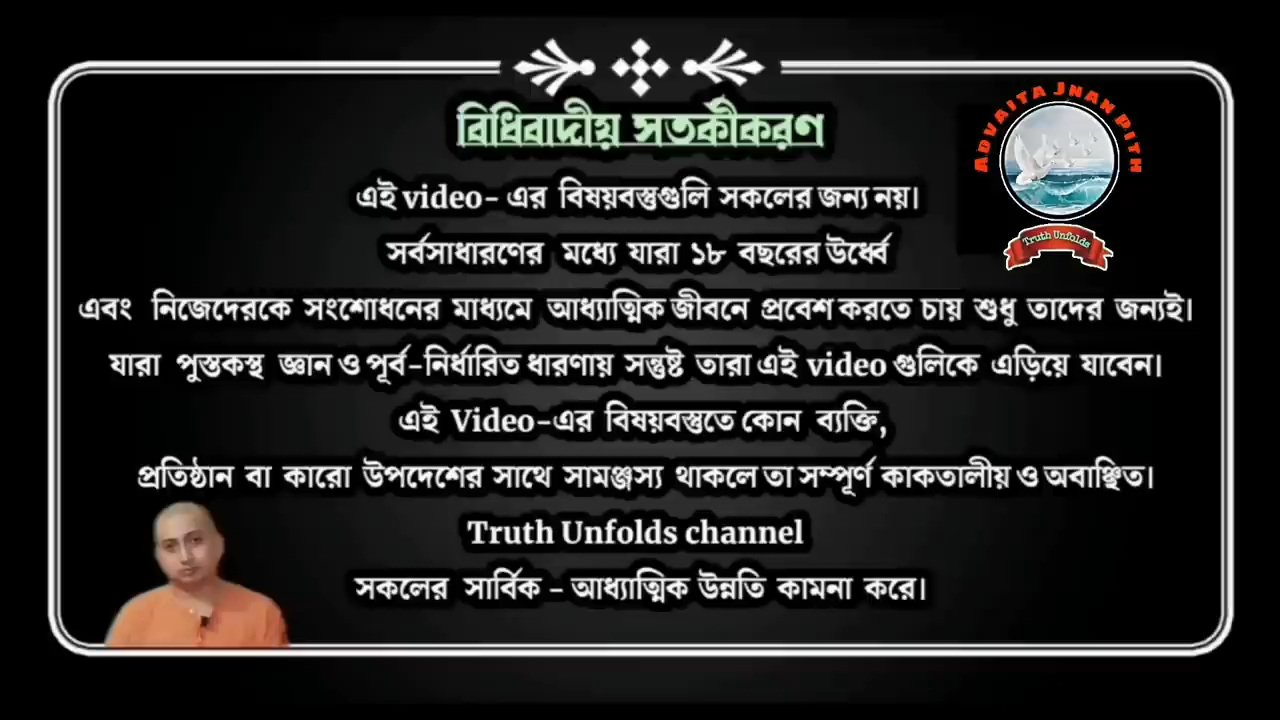 বিধিবাদীয় সতর্কীকরণ
ADVAITA JNAN PITH
Truth Unfolds
এই video- এর বিষয়বস্তুগুলি সকলের জন্য নয়।
সর্বসাধারণের মধ্যে যারা ১৮ বছরের উর্ধ্বে
এবং নিজেদেরকে সংশোধনের মাধ্যমে আধ্যাত্মিক জীবনে প্রবেশ করতে চায় শুধু তাদের জন্যই।
যারা পুস্তকস্থ জ্ঞান ও পূর্ব-নির্ধারিত ধারণায় সন্তুষ্ট তারা এই video গুলিকে এড়িয়ে যাবেন।
এই Video-এর বিষয়বস্তুতে কোন ব্যক্তি,
প্রতিষ্ঠান বা কারো উপদেশের সাথে সামঞ্জস্য থাকলে তা সম্পূর্ণ কাকতালীয় ও অবাঞ্ছিত।
Truth Unfolds channel
সকলের সার্বিক - আধ্যাত্মিক উন্নতি কামনা করে।